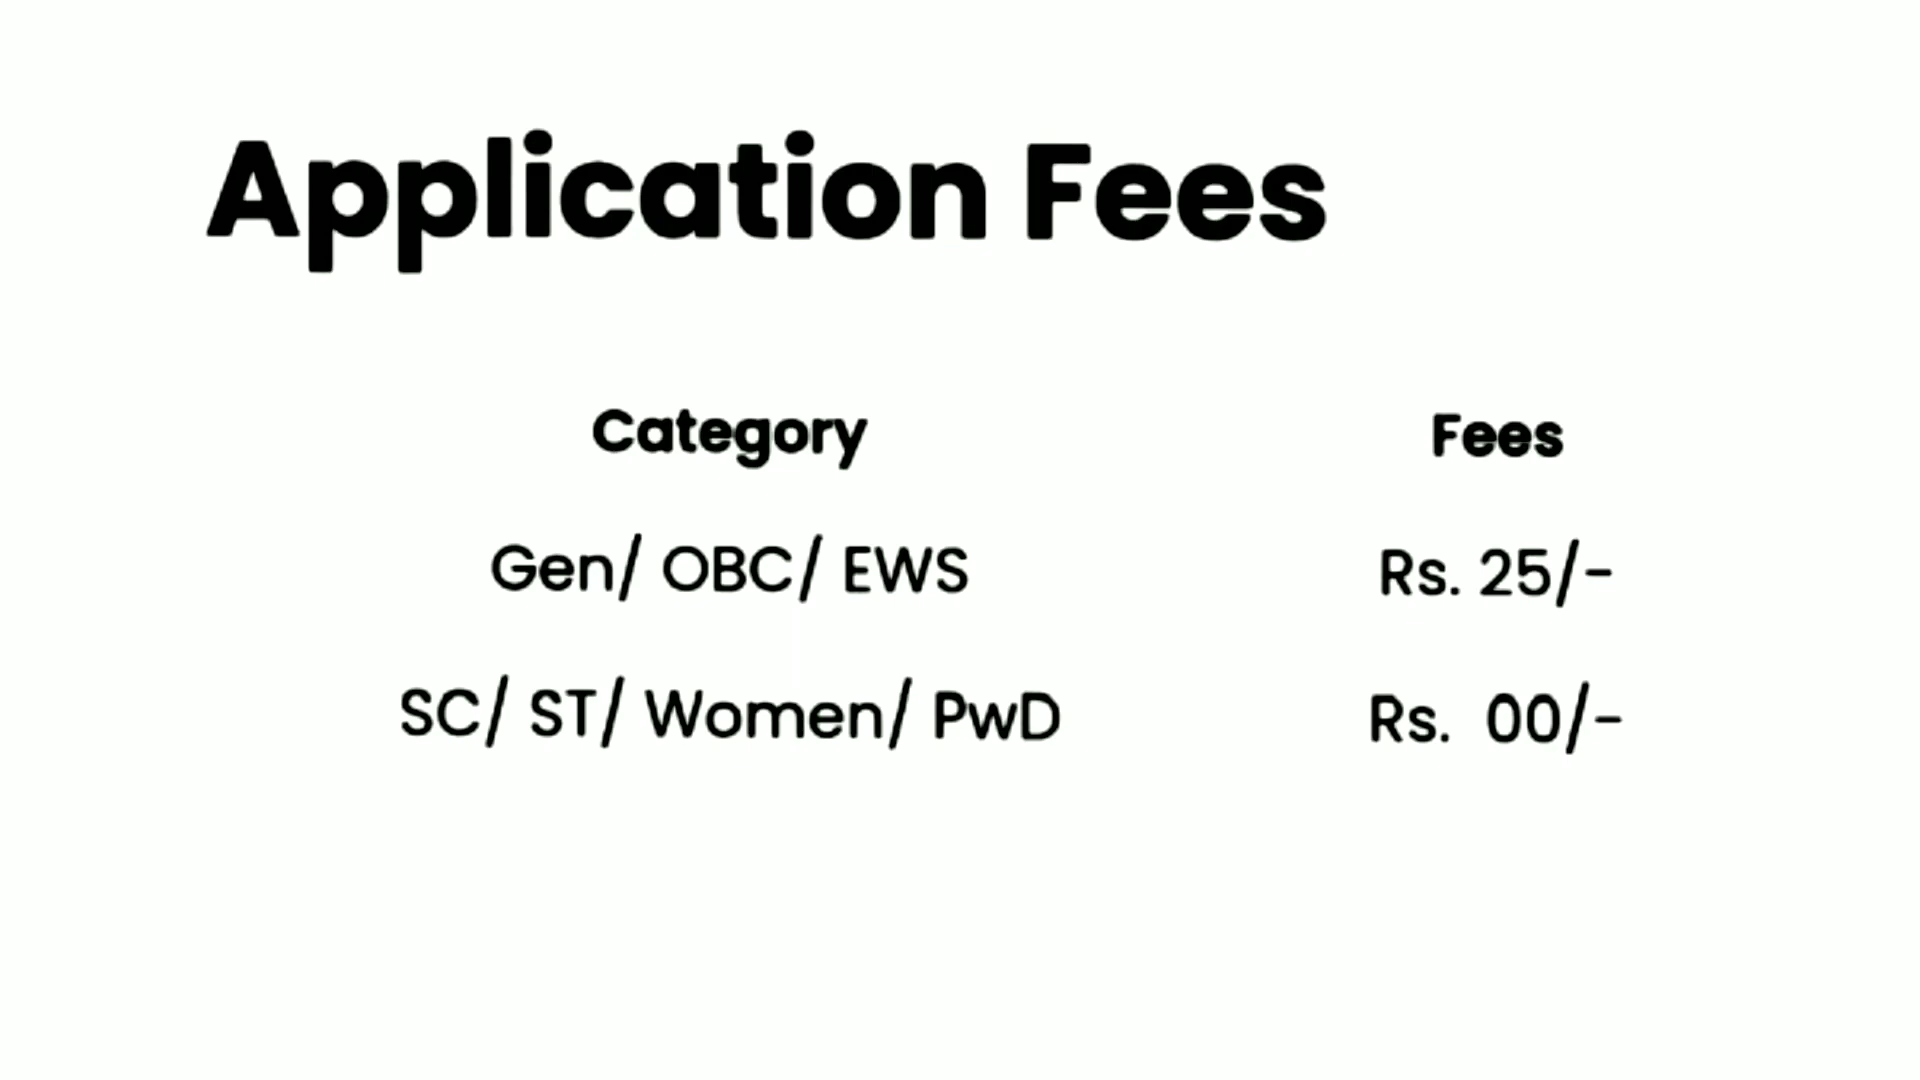 Application Fees
Category Fees
Gen/ OBC/ EWS Rs. 25/-
SC/ ST/ Women/ PwD Rs. 00/-